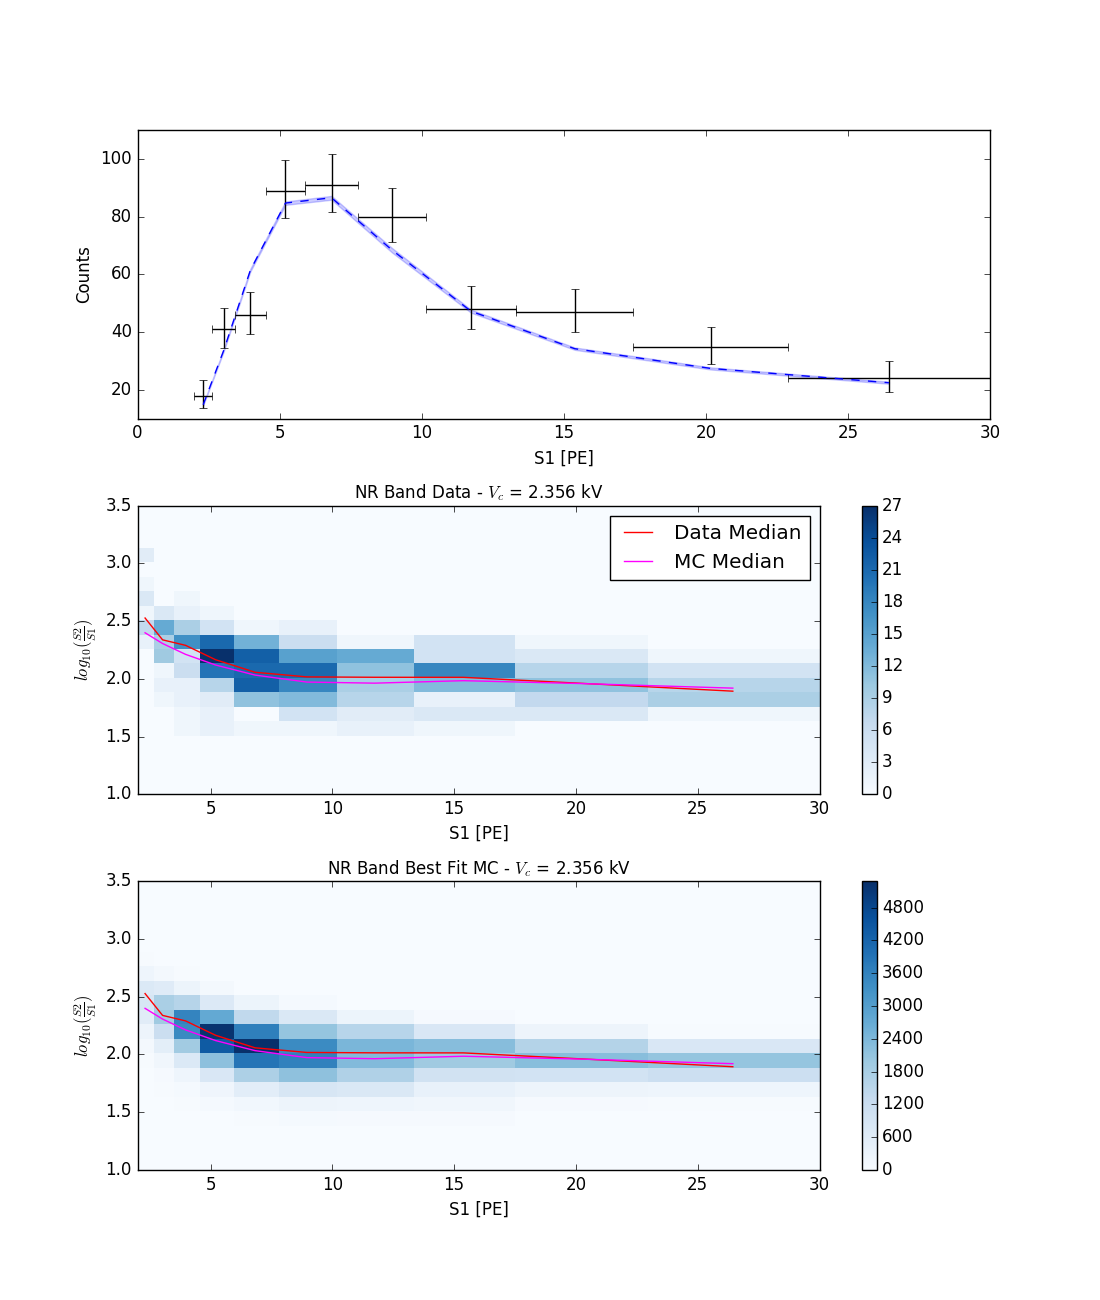 100
80
60
40
20
Counts
0 5 10 15 20 25 30
S1 [PE]
NR Band Data - V_c = 2.356 kV
3.5
3.0
2.5
2.0
1.5
1.0
log_10(S2/S1)
Data Median
MC Median
27
24
21
18
15
12
9
6
3
0
5 10 15 20 25 30
S1 [PE]
NR Band Best Fit MC - V_c = 2.356 kV
3.5
3.0
2.5
2.0
1.5
1.0
log_10(S2/S1)
4800
4200
3600
3000
2400
1800
1200
600
0
5 10 15 20 25 30
S1 [PE]